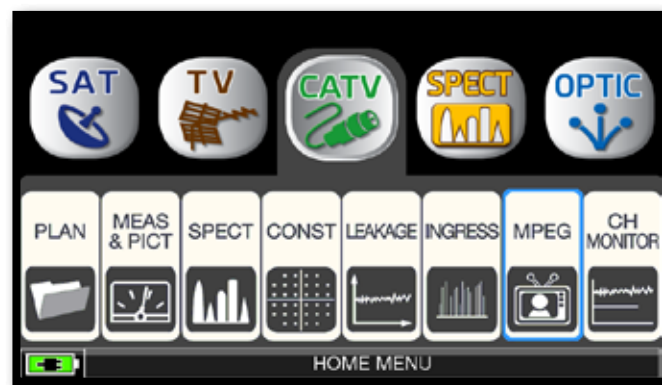 SAT TV CATV SPECT OPTIC
PLAN MEAS & PICT SPECT CONST LEAKAGE INGRESS MPEG CH MONITOR
HOME MENU